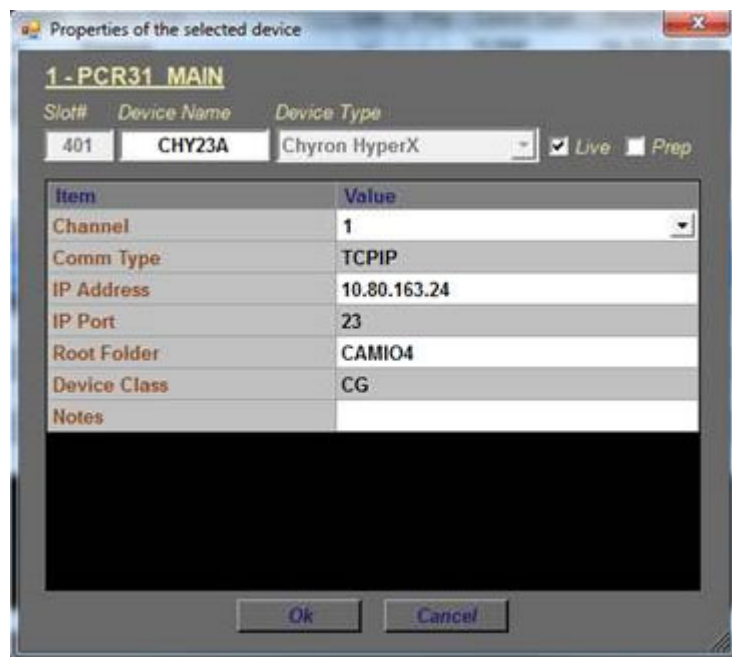 Properties of the selected device
1 - PCR31 MAIN
Slot# Device Name Device Type
401 CHY23A Chyron HyperX Live Prep
Item Value
Channel 1
Comm Type TCPIP
IP Address 10.80.163.24
IP Port 23
Root Folder CAMIO4
Device Class CG
Notes
Ok Cancel